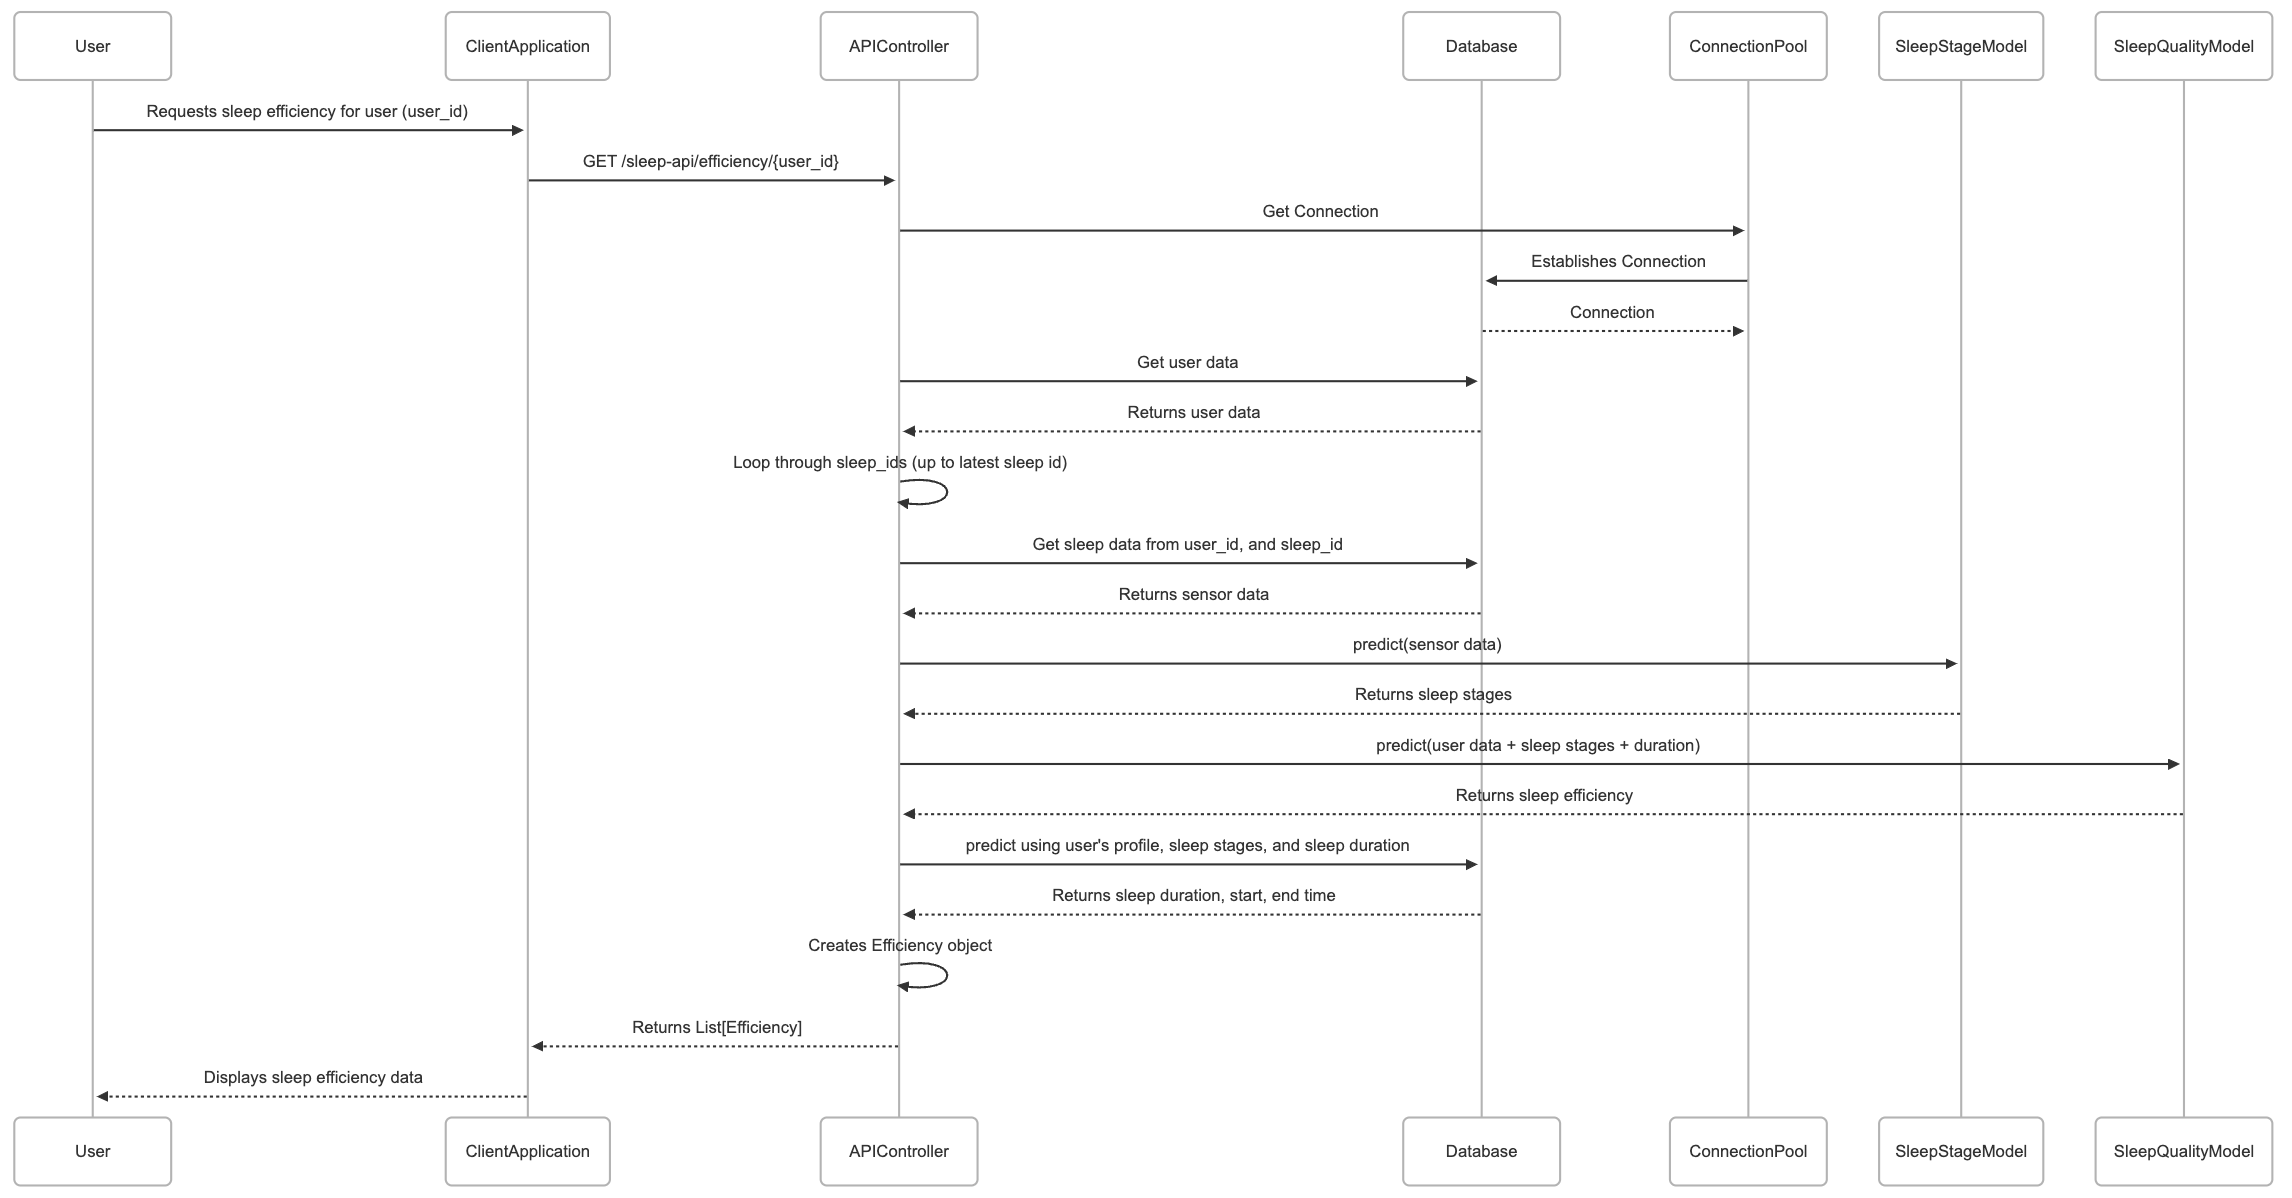 User
ClientApplication
APIController
Database
ConnectionPool
SleepStageModel
SleepQualityModel
Requests sleep efficiency for user (user_id)
GET /sleep-api/efficiency/{user_id}
Get Connection
Establishes Connection
Connection
Get user data
Returns user data
Loop through sleep_ids (up to latest sleep id)
Get sleep data from user_id, and sleep_id
Returns sensor data
predict(sensor data)
Returns sleep stages
predict(user data + sleep stages + duration)
Returns sleep efficiency
predict using user's profile, sleep stages, and sleep duration
Returns sleep duration, start, end time
Creates Efficiency object
Returns List[Efficiency]
Displays sleep efficiency data
User
ClientApplication
APIController
Database
ConnectionPool
SleepStageModel
SleepQualityModel